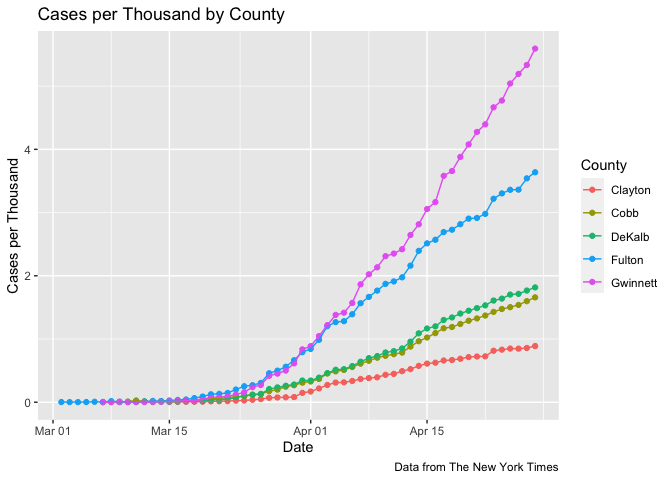 Cases per Thousand by County
Cases per Thousand
4
2
0
Mar 01
Mar 15
Apr 01
Apr 15
Date
County
Clayton
Cobb
DeKalb
Fulton
Gwinnett
Data from The New York Times